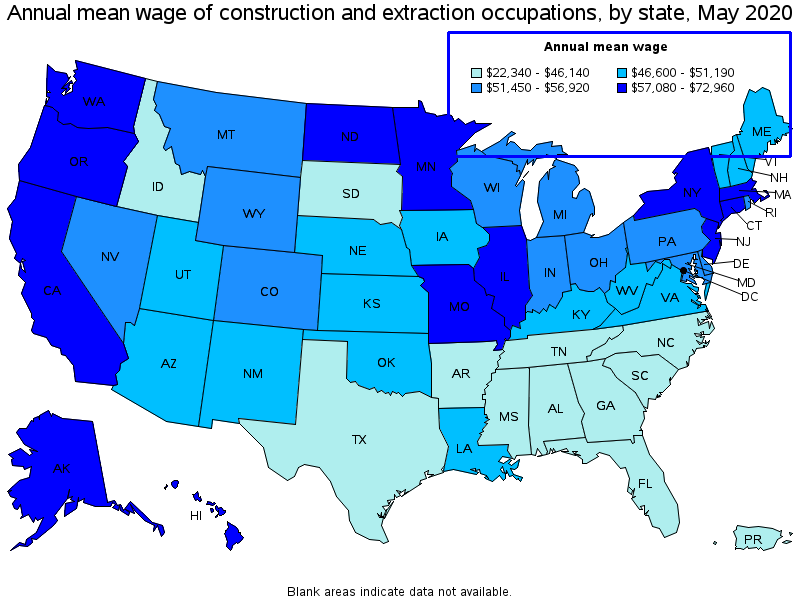 Annual mean wage of construction and extraction occupations, by state, May 2020
Annual mean wage
$22,340 - $46,140 $46,600 - $51,190
$51,450 - $56,920 $57,080 - $72,960
WA
MT
ND
MN
ME
VT
NH
MA
RI
CT
NJ
DE
MD
DC
OR
ID
SD
WI
MI
NY
WY
IA
NE
PA
NV
UT
CO
IL
IN
OH
WV
VA
CA
KS
MO
KY
AZ
NM
OK
AR
TN
NC
SC
TX
LA
MS
AL
GA
FL
AK
HI
PR
Blank areas indicate data not available.